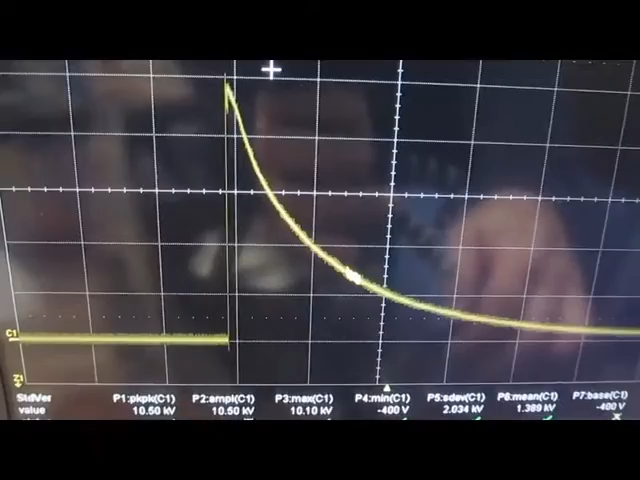 C1
Z1
StdVer P1:pkpk(C1) P2:ampl(C1) P3:max(C1) P4:min(C1) P5:sdev(C1) P6:mean(C1) P7:base(C1)
value 10.50 kV 10.50 kV 10.10 kV -400 V 2.034 kV 1.389 kV -400 V